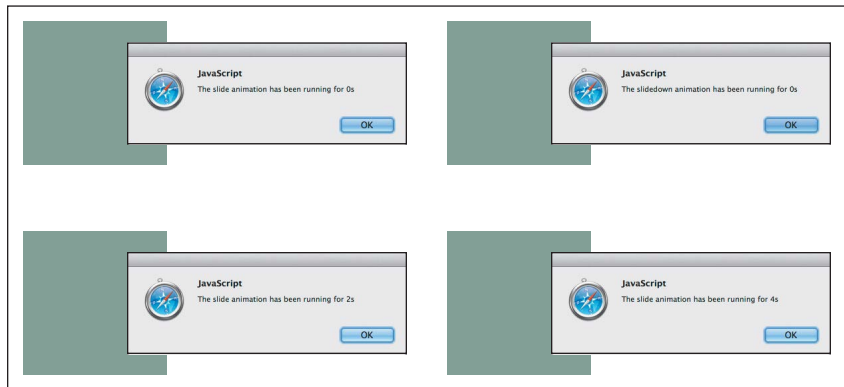 JavaScript
The slide animation has been running for 0s
OK
JavaScript
The slidedown animation has been running for 0s
OK
JavaScript
The slide animation has been running for 2s
OK
JavaScript
The slide animation has been running for 4s
OK